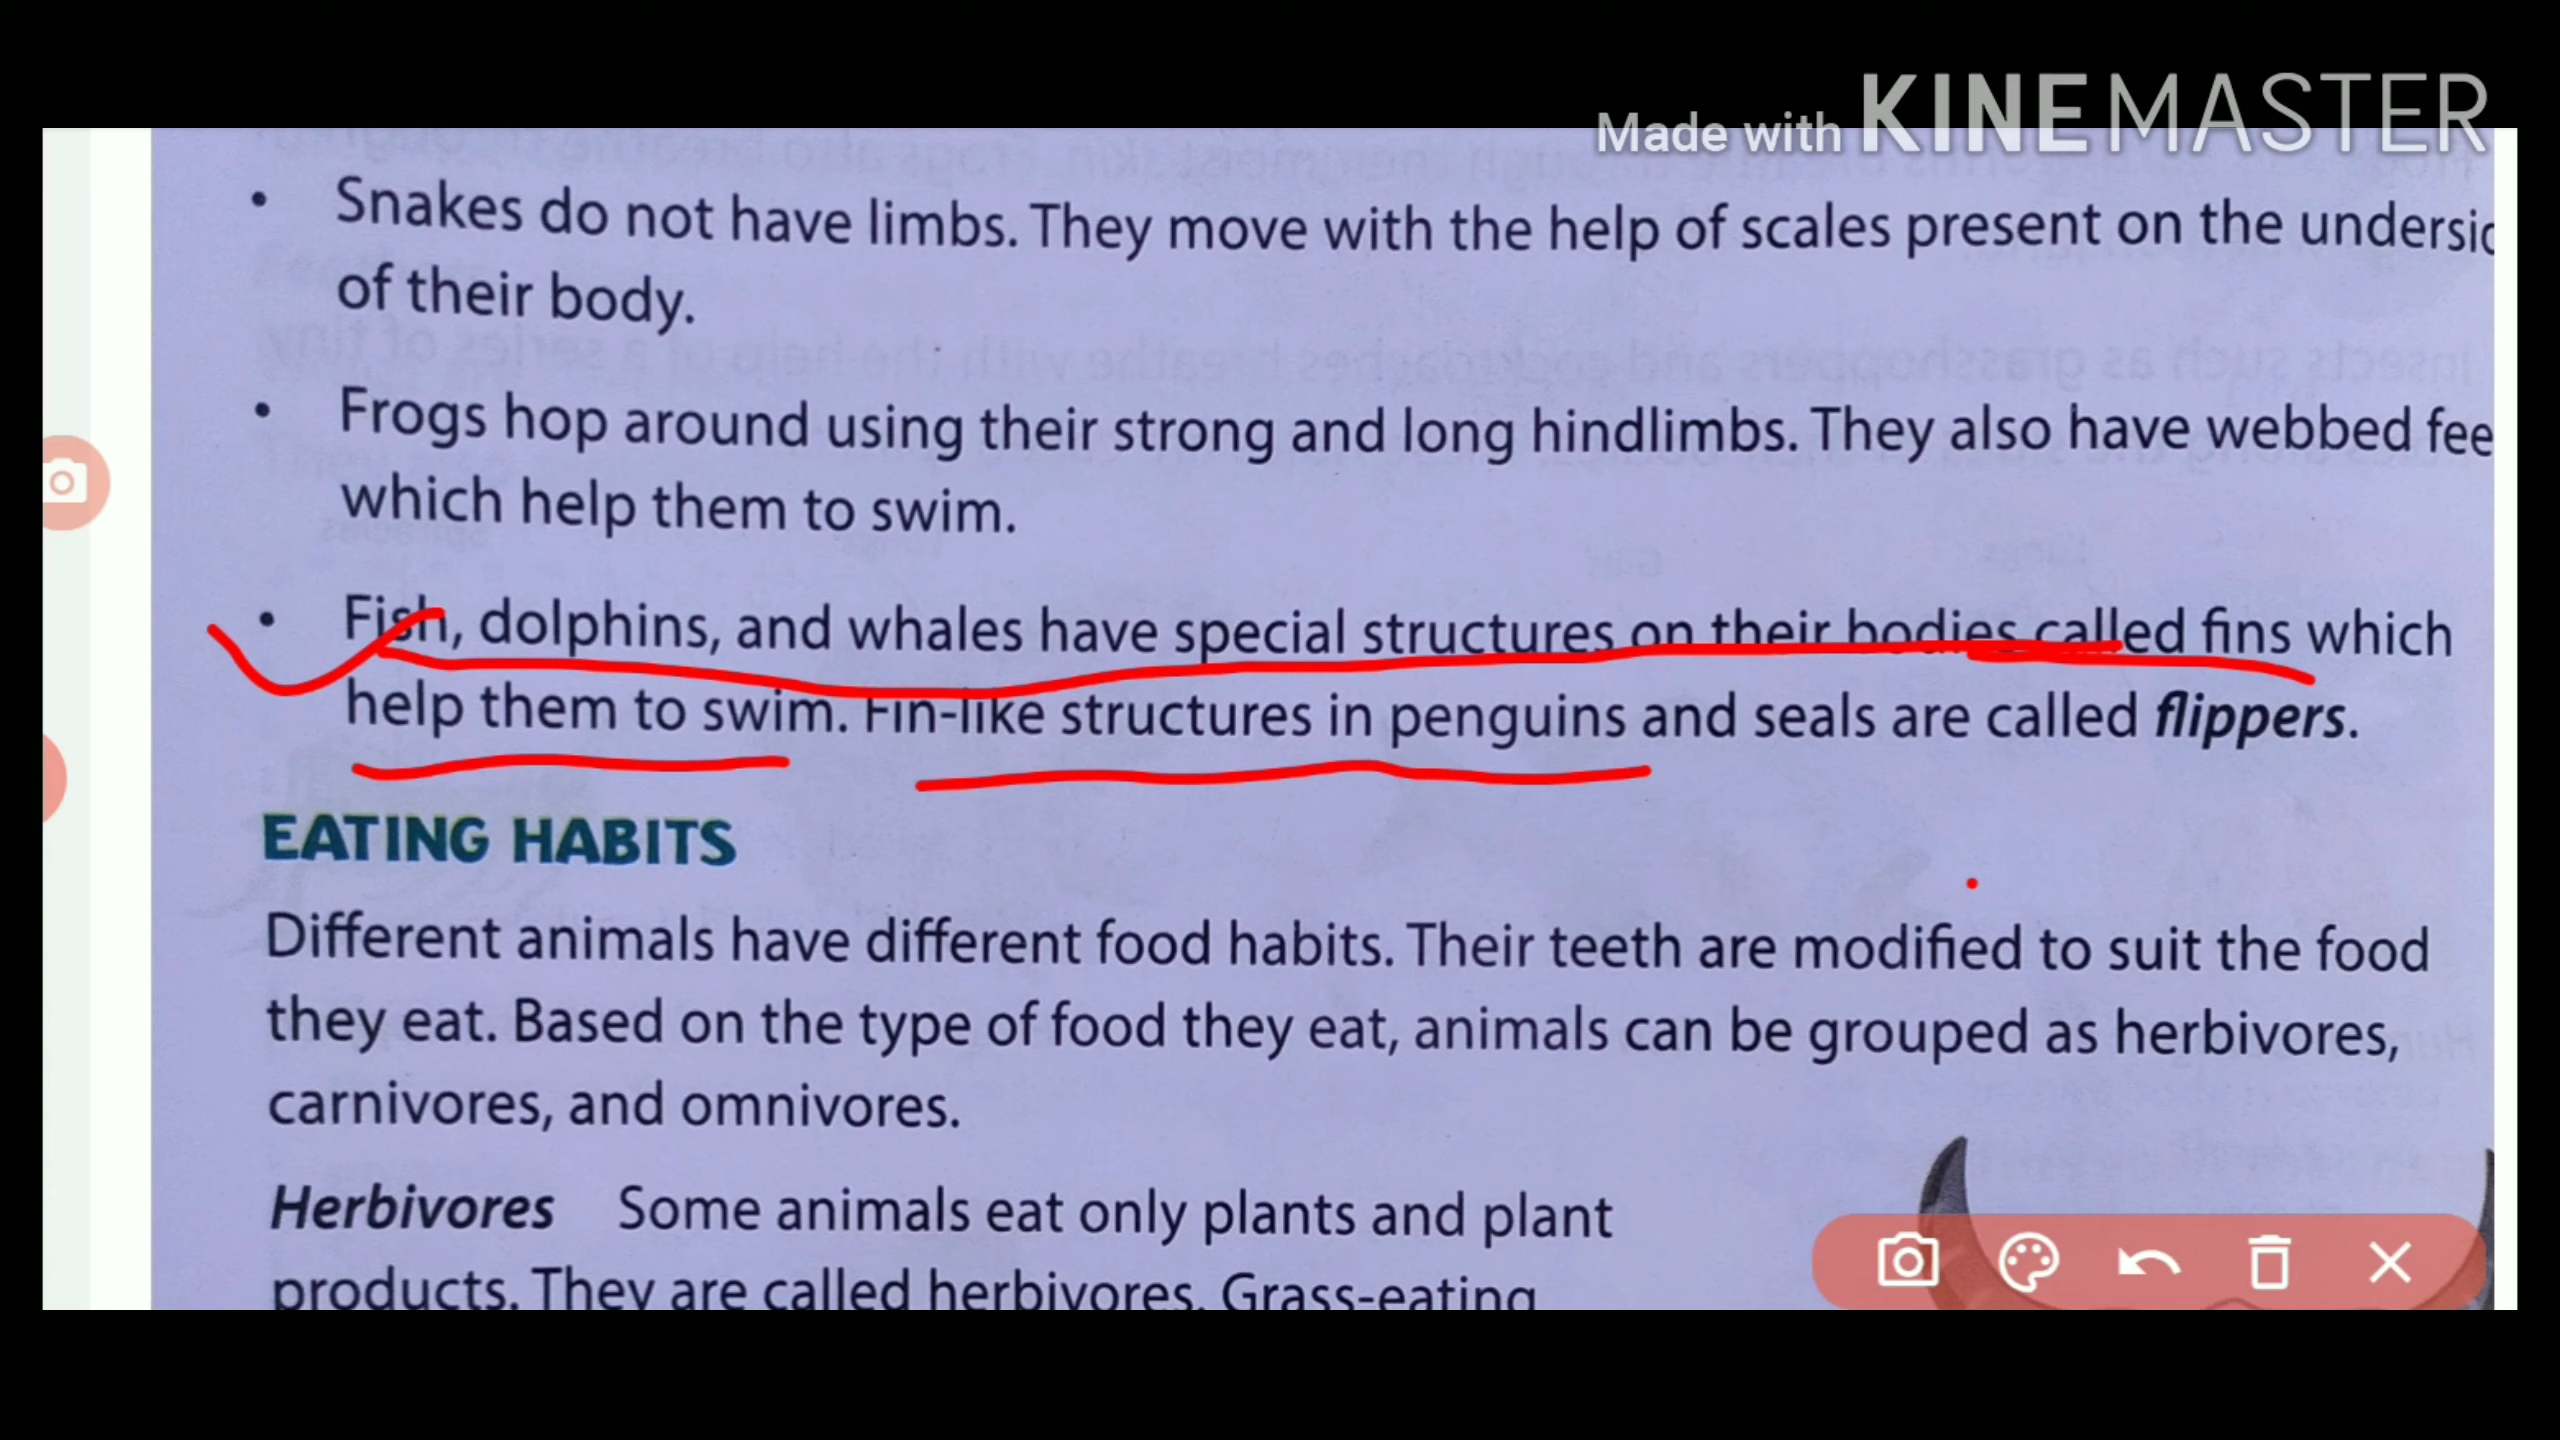 Made with KINEMASTER
• Snakes do not have limbs. They move with the help of scales present on the
of their body.
• Frogs hop around using their strong and long hindlimbs. They also have webbed
which help them to swim.
• Fish, dolphins, and whales have special structures on their bodies called fins which
help them to swim. Fin-like structures in penguins and seals are called flippers.
EATING HABITS
Different animals have different food habits. Their teeth are modified to suit the food
they eat. Based on the type of food they eat, animals can be grouped as herbivores,
carnivores, and omnivores.
Herbivores Some animals eat only plants and plant
products. They are called herbivores. Grass-eating